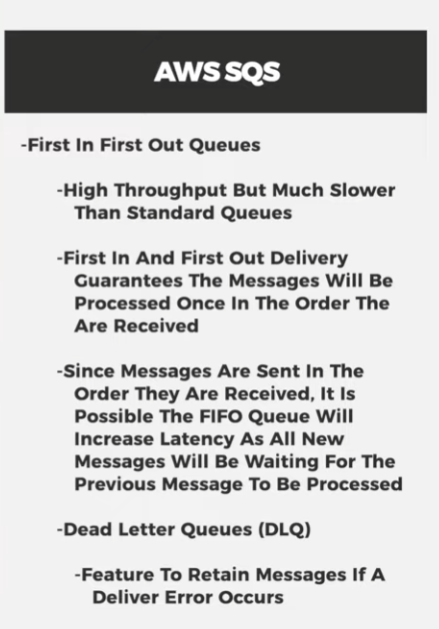 AWS SQS
-First In First Out Queues
-High Throughput But Much Slower
Than Standard Queues
-First In And First Out Delivery
Guarantees The Messages Will Be
Processed Once In The Order The
Are Received
-Since Messages Are Sent In The
Order They Are Received, It Is
Possible The FIFO Queue Will
Increase Latency As All New
Messages Will Be Waiting For The
Previous Message To Be Processed
-Dead Letter Queues (DLQ)
-Feature To Retain Messages If A
Deliver Error Occurs